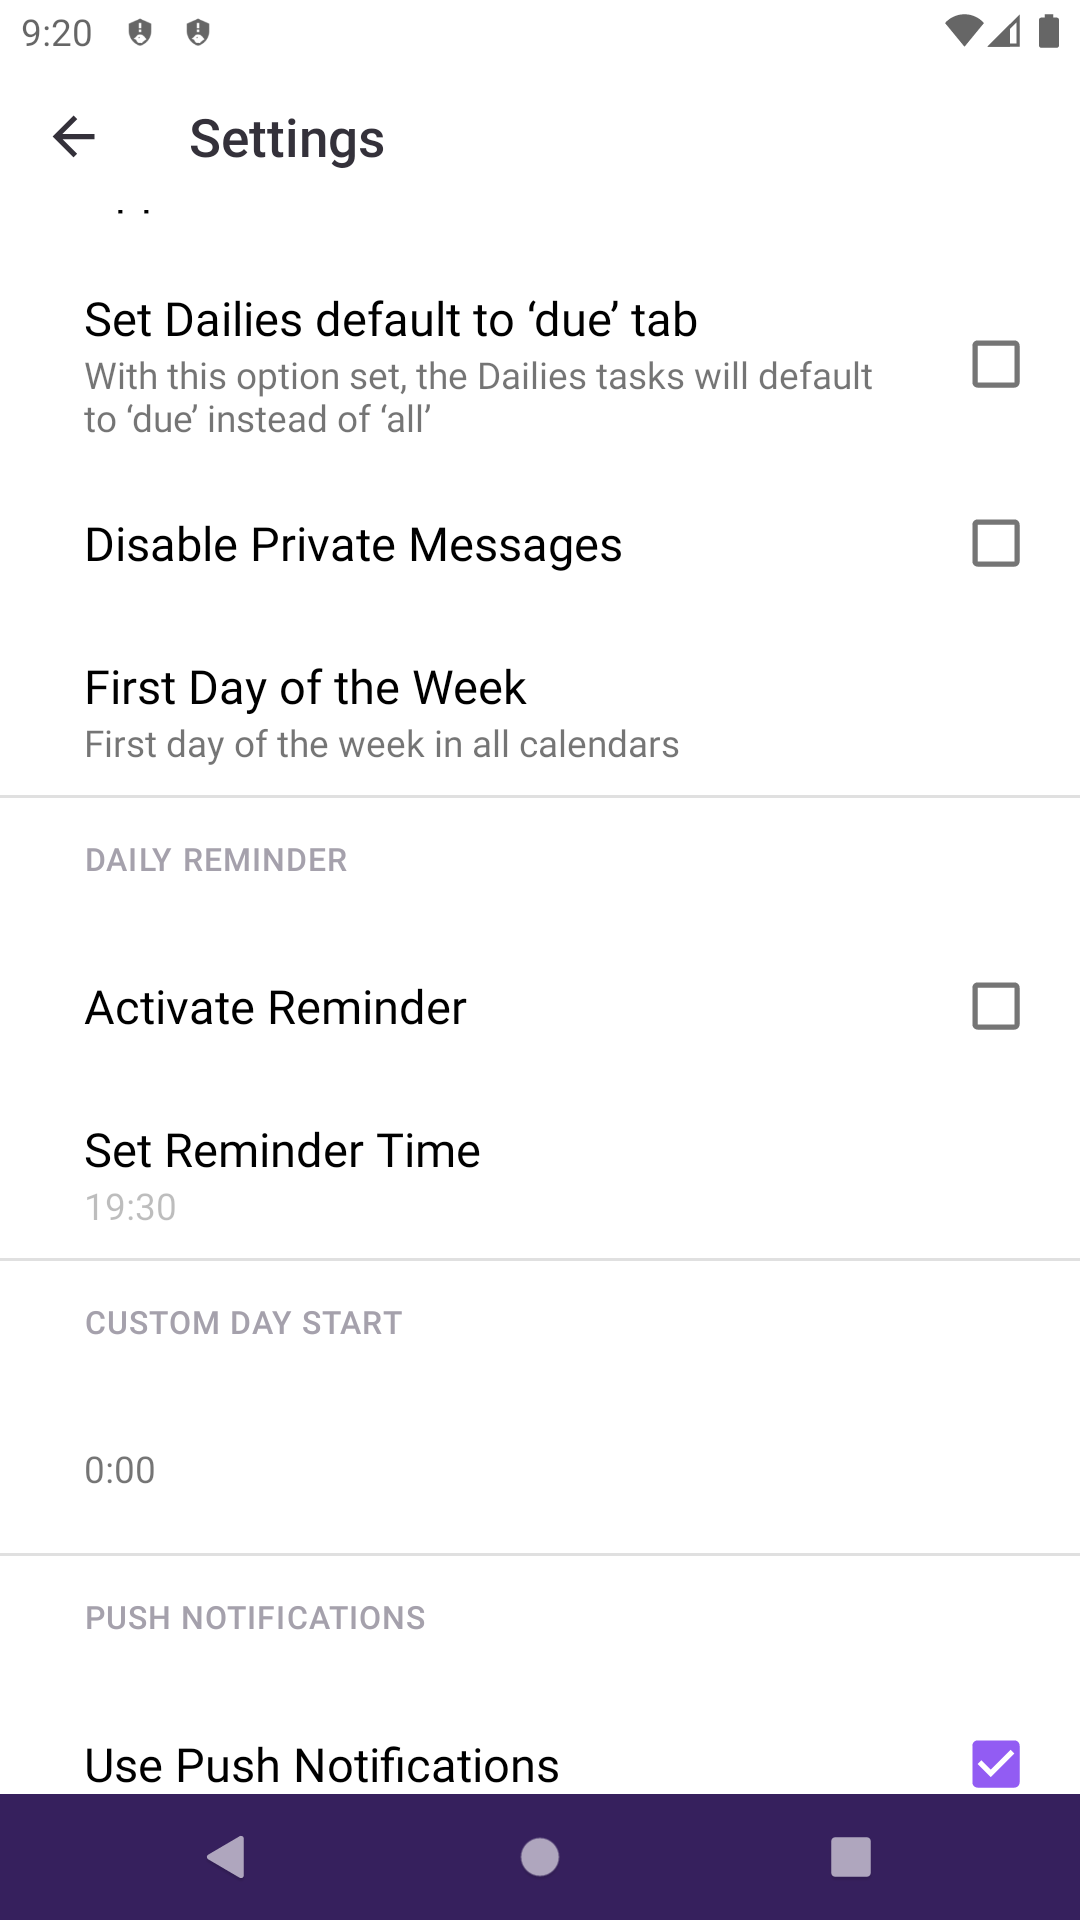 9:20
Settings
Set Dailies default to ‘due’ tab
With this option set, the Dailies tasks will default
to ‘due’ instead of ‘all’
Disable Private Messages
First Day of the Week
First day of the week in all calendars
DAILY REMINDER
Activate Reminder
Set Reminder Time
19:30
CUSTOM DAY START
0:00
PUSH NOTIFICATIONS
Use Push Notifications